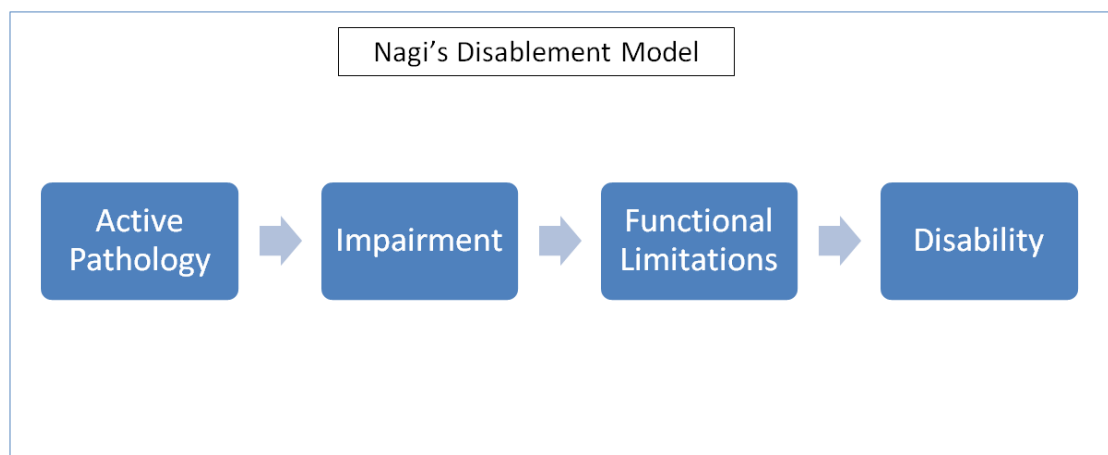 Nagi’s Disablement Model
Active
Pathology
Impairment
Functional
Limitations
Disability